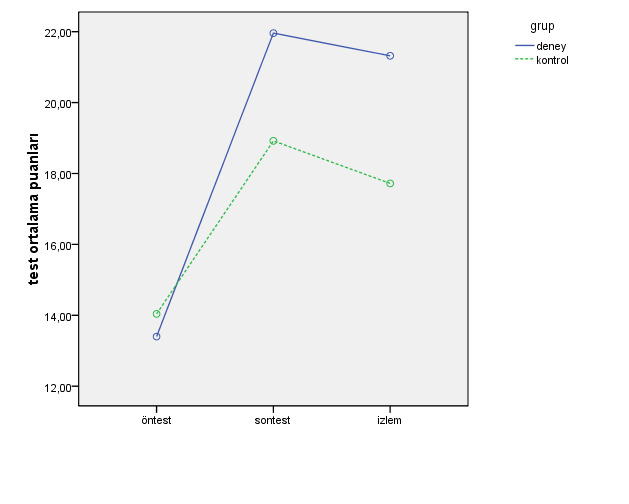 grup
deney
kontrol
test ortalama puanları
22,00
20,00
18,00
16,00
14,00
12,00
öntest
sontest
izlem